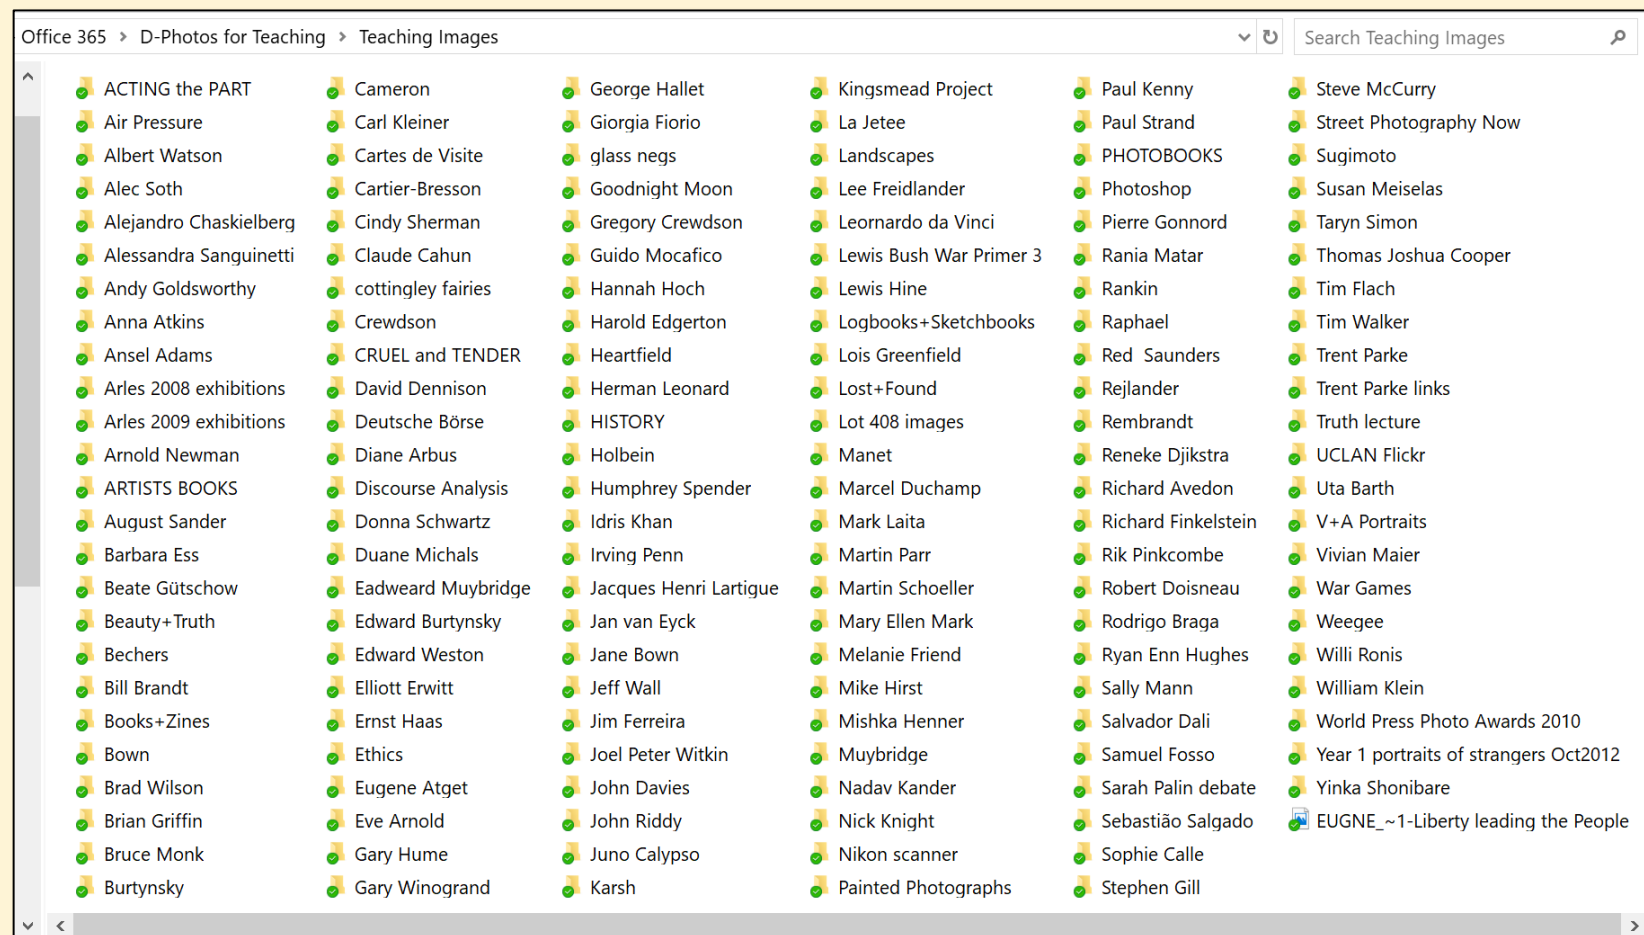 Office 365 > D-Photos for Teaching > Teaching Images
Search Teaching Images
ACTING the PART
Air Pressure
Albert Watson
Alec Soth
Alejandro Chaskielberg
Alessandra Sanguinetti
Andy Goldsworthy
Anna Atkins
Ansel Adams
Arles 2008 exhibitions
Arles 2009 exhibitions
Arnold Newman
ARTISTS BOOKS
August Sander
Barbara Ess
Beate Gütschow
Beauty+Truth
Bechers
Bill Brandt
Books+Zines
Bown
Brad Wilson
Brian Griffin
Bruce Monk
Burtynsky
Cameron
Carl Kleiner
Cartes de Visite
Cartier-Bresson
Cindy Sherman
Claude Cahun
cottingley fairies
Crewdson
CRUEL and TENDER
David Dennison
Deutsche Börse
Diane Arbus
Discourse Analysis
Donna Schwartz
Duane Michals
Eadweard Muybridge
Edward Burtynsky
Edward Weston
Elliott Erwitt
Ernst Haas
Ethics
Eugene Atget
Eve Arnold
Gary Hume
Gary Winogrand
George Hallet
Giorgia Fiorio
glass negs
Goodnight Moon
Gregory Crewdson
Guido Mocafico
Hannah Hoch
Harold Edgerton
Heartfield
Herman Leonard
HISTORY
Holbein
Humphrey Spender
Idris Khan
Irving Penn
Jacques Henri Lartigue
Jan van Eyck
Jane Bown
Jeff Wall
Jim Ferreira
Joel Peter Witkin
John Davies
John Riddy
Juno Calypso
Karsh
Kingsmead Project
La Jetee
Landscapes
Lee Freidlander
Leornardo da Vinci
Lewis Bush War Primer 3
Lewis Hine
Logbooks+Sketchbooks
Lois Greenfield
Lost+Found
Lot 408 images
Manet
Marcel Duchamp
Mark Laita
Martin Parr
Martin Schoeller
Mary Ellen Mark
Melanie Friend
Mike Hirst
Mishka Henner
Muybridge
Nadav Kander
Nick Knight
Nikon scanner
Painted Photographs
Paul Kenny
Paul Strand
PHOTOBOOKS
Photoshop
Pierre Gonnord
Rania Matar
Rankin
Raphael
Red  Saunders
Rejlander
Rembrandt
Reneke Djikstra
Richard Avedon
Richard Finkelstein
Rik Pinkcombe
Robert Doisneau
Rodrigo Braga
Ryan Enn Hughes
Sally Mann
Salvador Dali
Samuel Fosso
Sarah Palin debate
Sebastião Salgado
Sophie Calle
Stephen Gill
Steve McCurry
Street Photography Now
Sugimoto
Susan Meiselas
Taryn Simon
Thomas Joshua Cooper
Tim Flach
Tim Walker
Trent Parke
Trent Parke links
Truth lecture
UCLAN Flickr
Uta Barth
V+A Portraits
Vivian Maier
War Games
Weegee
Willi Ronis
William Klein
World Press Photo Awards 2010
Year 1 portraits of strangers Oct2012
Yinka Shonibare
EUGNE_~1-Liberty leading the People